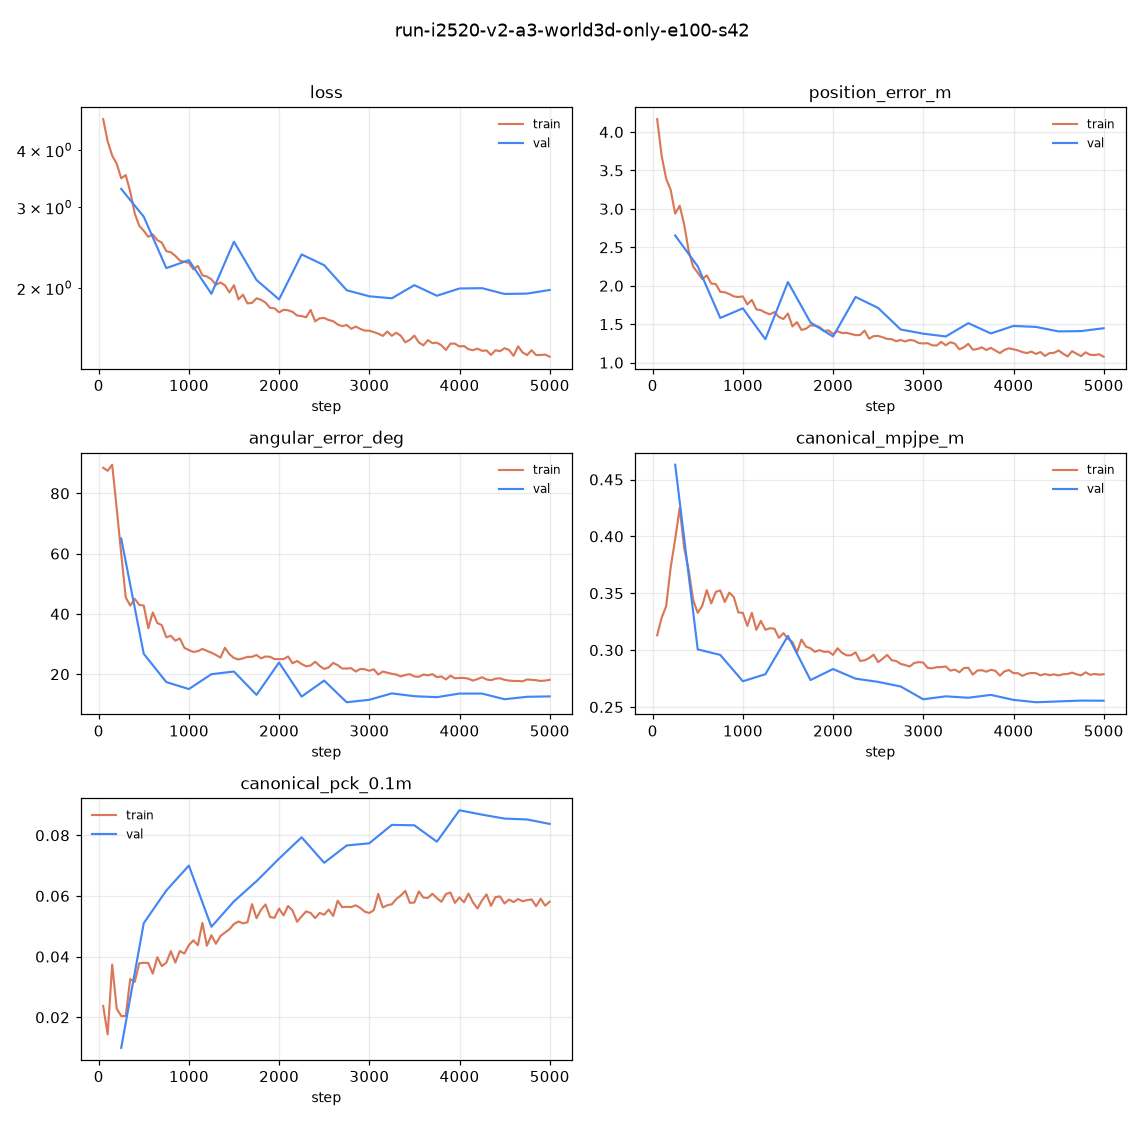 run-i2520-v2-a3-world3d-only-e100-s42
loss
4 × 10⁰
3 × 10⁰
2 × 10⁰
train
val
0 1000 2000 3000 4000 5000
step
position_error_m
4.0
3.5
3.0
2.5
2.0
1.5
1.0
train
val
0 1000 2000 3000 4000 5000
step
angular_error_deg
80
60
40
20
train
val
0 1000 2000 3000 4000 5000
step
canonical_mpjpe_m
0.45
0.40
0.35
0.30
0.25
train
val
0 1000 2000 3000 4000 5000
step
canonical_pck_0.1m
0.08
0.06
0.04
0.02
train
val
0 1000 2000 3000 4000 5000
step